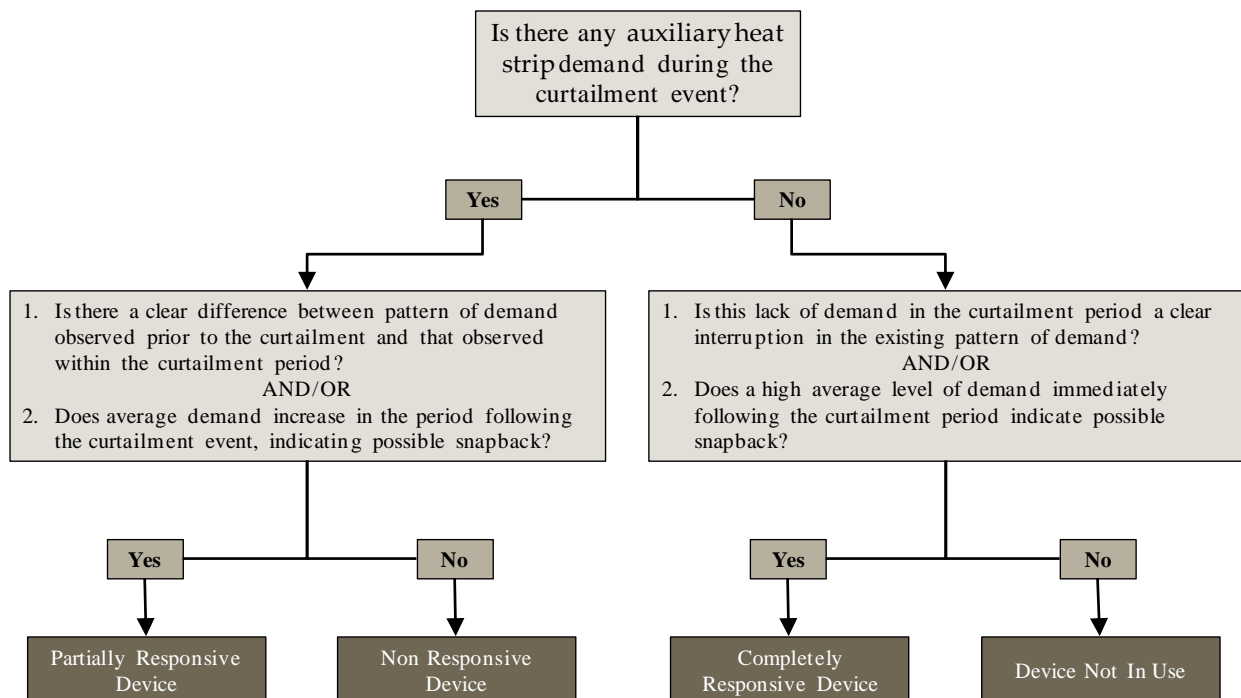 Is there any auxiliary heat
strip demand during the
curtailment event?
Yes
No
1. Is there a clear difference between pattern of demand
observed prior to the curtailment and that observed
within the curtailment period?
AND/OR
2. Does average demand increase in the period following
the curtailment event, indicating possible snapback?
1. Is this lack of demand in the curtailment period a clear
interruption in the existing pattern of demand?
AND/OR
2. Does a high average level of demand immediately
following the curtailment period indicate possible
snapback?
Yes
No
Yes
No
Partially Responsive
Device
Non Responsive
Device
Completely
Responsive Device
Device Not In Use